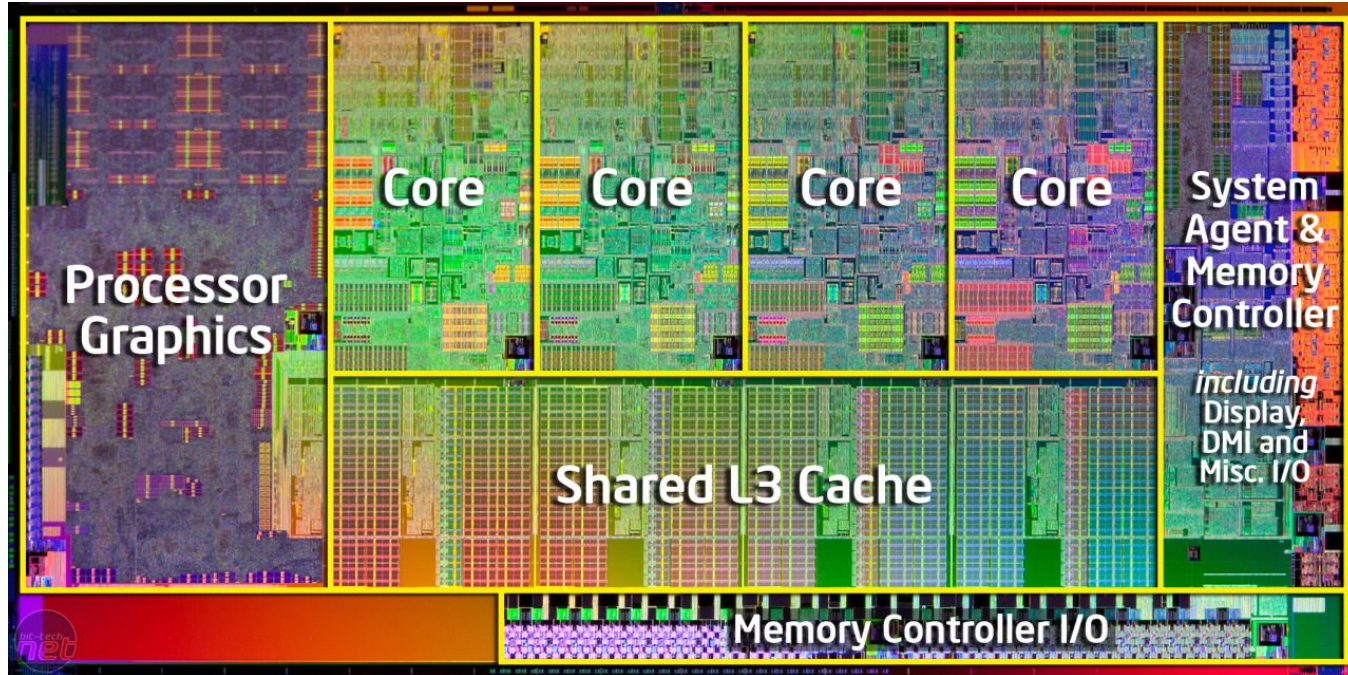 Processor
Graphics
Core
Core
Core
Core
System
Agent &
Memory
Controller
including
Display,
DMI and
Misc. I/O
Shared L3 Cache
Memory Controller I/O
bit-tech
net